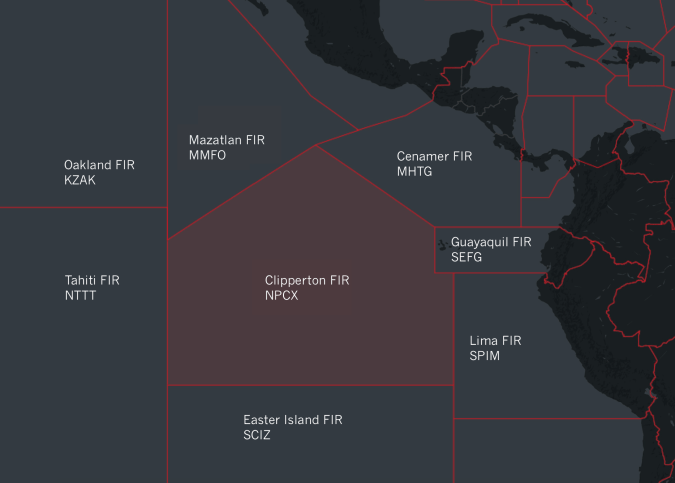 Mazatlan FIR
MMFO
Oakland FIR
KZAK
Cenamer FIR
MHTG
Guayaquil FIR
SEFG
Tahiti FIR
NTTT
Clipperton FIR
NPCX
Lima FIR
SPIM
Easter Island FIR
SCIZ